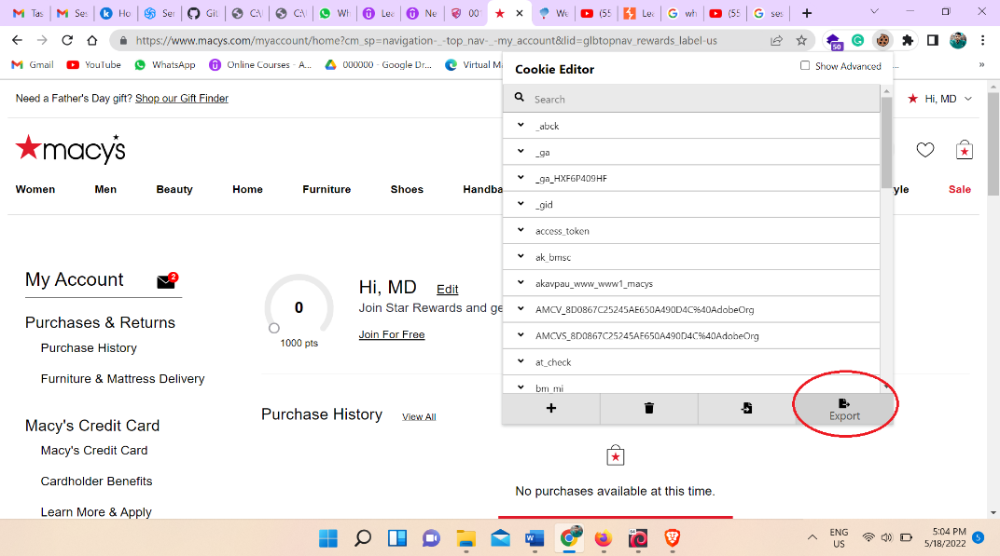 Tas
Ses
Ho
Ser
Git
C:\
C:\
Wh
Lea
Ne
00'
We
(55
Lea
wh
(55
ses
https://www.macys.com/myaccount/home?cm_sp=navigation-_-top_nav-_-my_account&lid=glbtopnav_rewards_label-us
50
Gmail
YouTube
WhatsApp
Online Courses - A...
000000 - Google Dr...
Virtual M
»
Cookie Editor
Show Advanced
Search
_abck
_ga
_ga_HXF6P409HF
_gid
access_token
ak_bmsc
akavpau_www_www1_macys
AMCV_8D0867C25245AE650A490D4C%40AdobeOrg
AMCVS_8D0867C25245AE650A490D4C%40AdobeOrg
at_check
bm_mi
Export
Need a Father's Day gift? Shop our Gift Finder
Hi, MD
macy's
Women
Men
Beauty
Home
Furniture
Shoes
Handba
yle
Sale
My Account
2
Purchases & Returns
Purchase History
Furniture & Mattress Delivery
Macy's Credit Card
Macy's Credit Card
Cardholder Benefits
Learn More & Apply
0
1000 pts
Hi, MD Edit
Join Star Rewards and ge
Join For Free
Purchase History View All
No purchases available at this time.
ENG
US
5:04 PM
5/18/2022
5